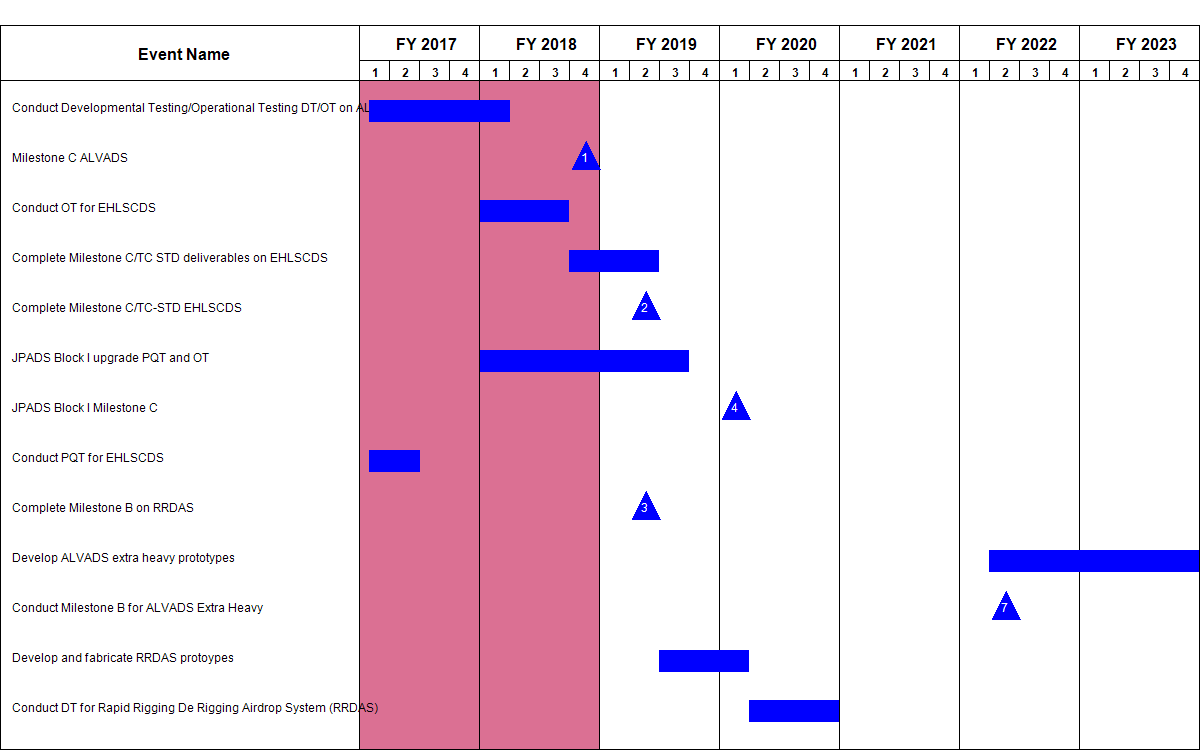 Event Name FY 2017 FY 2018 FY 2019 FY 2020 FY 2021 FY 2022 FY 2023
1 2 3 4 1 2 3 4 1 2 3 4 1 2 3 4 1 2 3 4 1 2 3 4 1 2 3 4
Conduct Developmental Testing/Operational Testing DT/OT on AL
Milestone C ALVADS 1
Conduct OT for EHLSCDS
Complete Milestone C/TC STD deliverables on EHLSCDS
Complete Milestone C/TC-STD EHLSCDS 2
JPADS Block I upgrade PQT and OT
JPADS Block I Milestone C 4
Conduct PQT for EHLSCDS
Complete Milestone B on RRDAS 3
Develop ALVADS extra heavy prototypes
Conduct Milestone B for ALVADS Extra Heavy 7
Develop and fabricate RRDAS protoypes
Conduct DT for Rapid Rigging De Rigging Airdrop System (RRDAS)